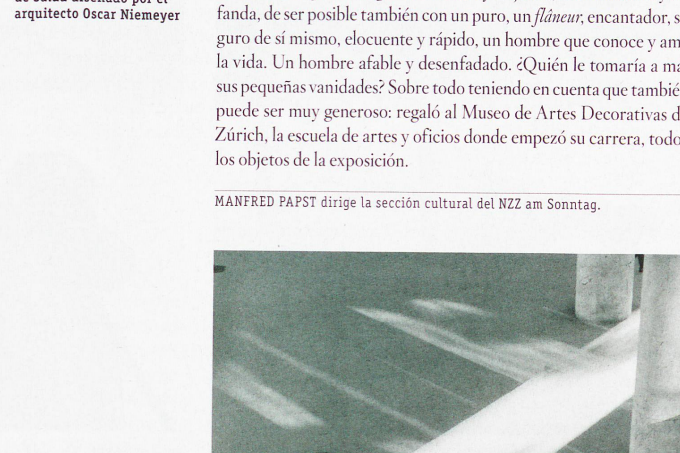 arquitecto Oscar Niemeyer
fanda, de ser posible también con un puro, un flâneur, encantador,
guro de sí mismo, elocuente y rápido, un hombre que conoce y
la vida. Un hombre afable y desenfadado. ¿Quién le tomaría a
sus pequeñas vanidades? Sobre todo teniendo en cuenta que
puede ser muy generoso: regaló al Museo de Artes Decorativas
Zúrich, la escuela de artes y oficios donde empezó su carrera,
los objetos de la exposición.
MANFRED PAPST dirige la sección cultural del NZZ am Sonntag.